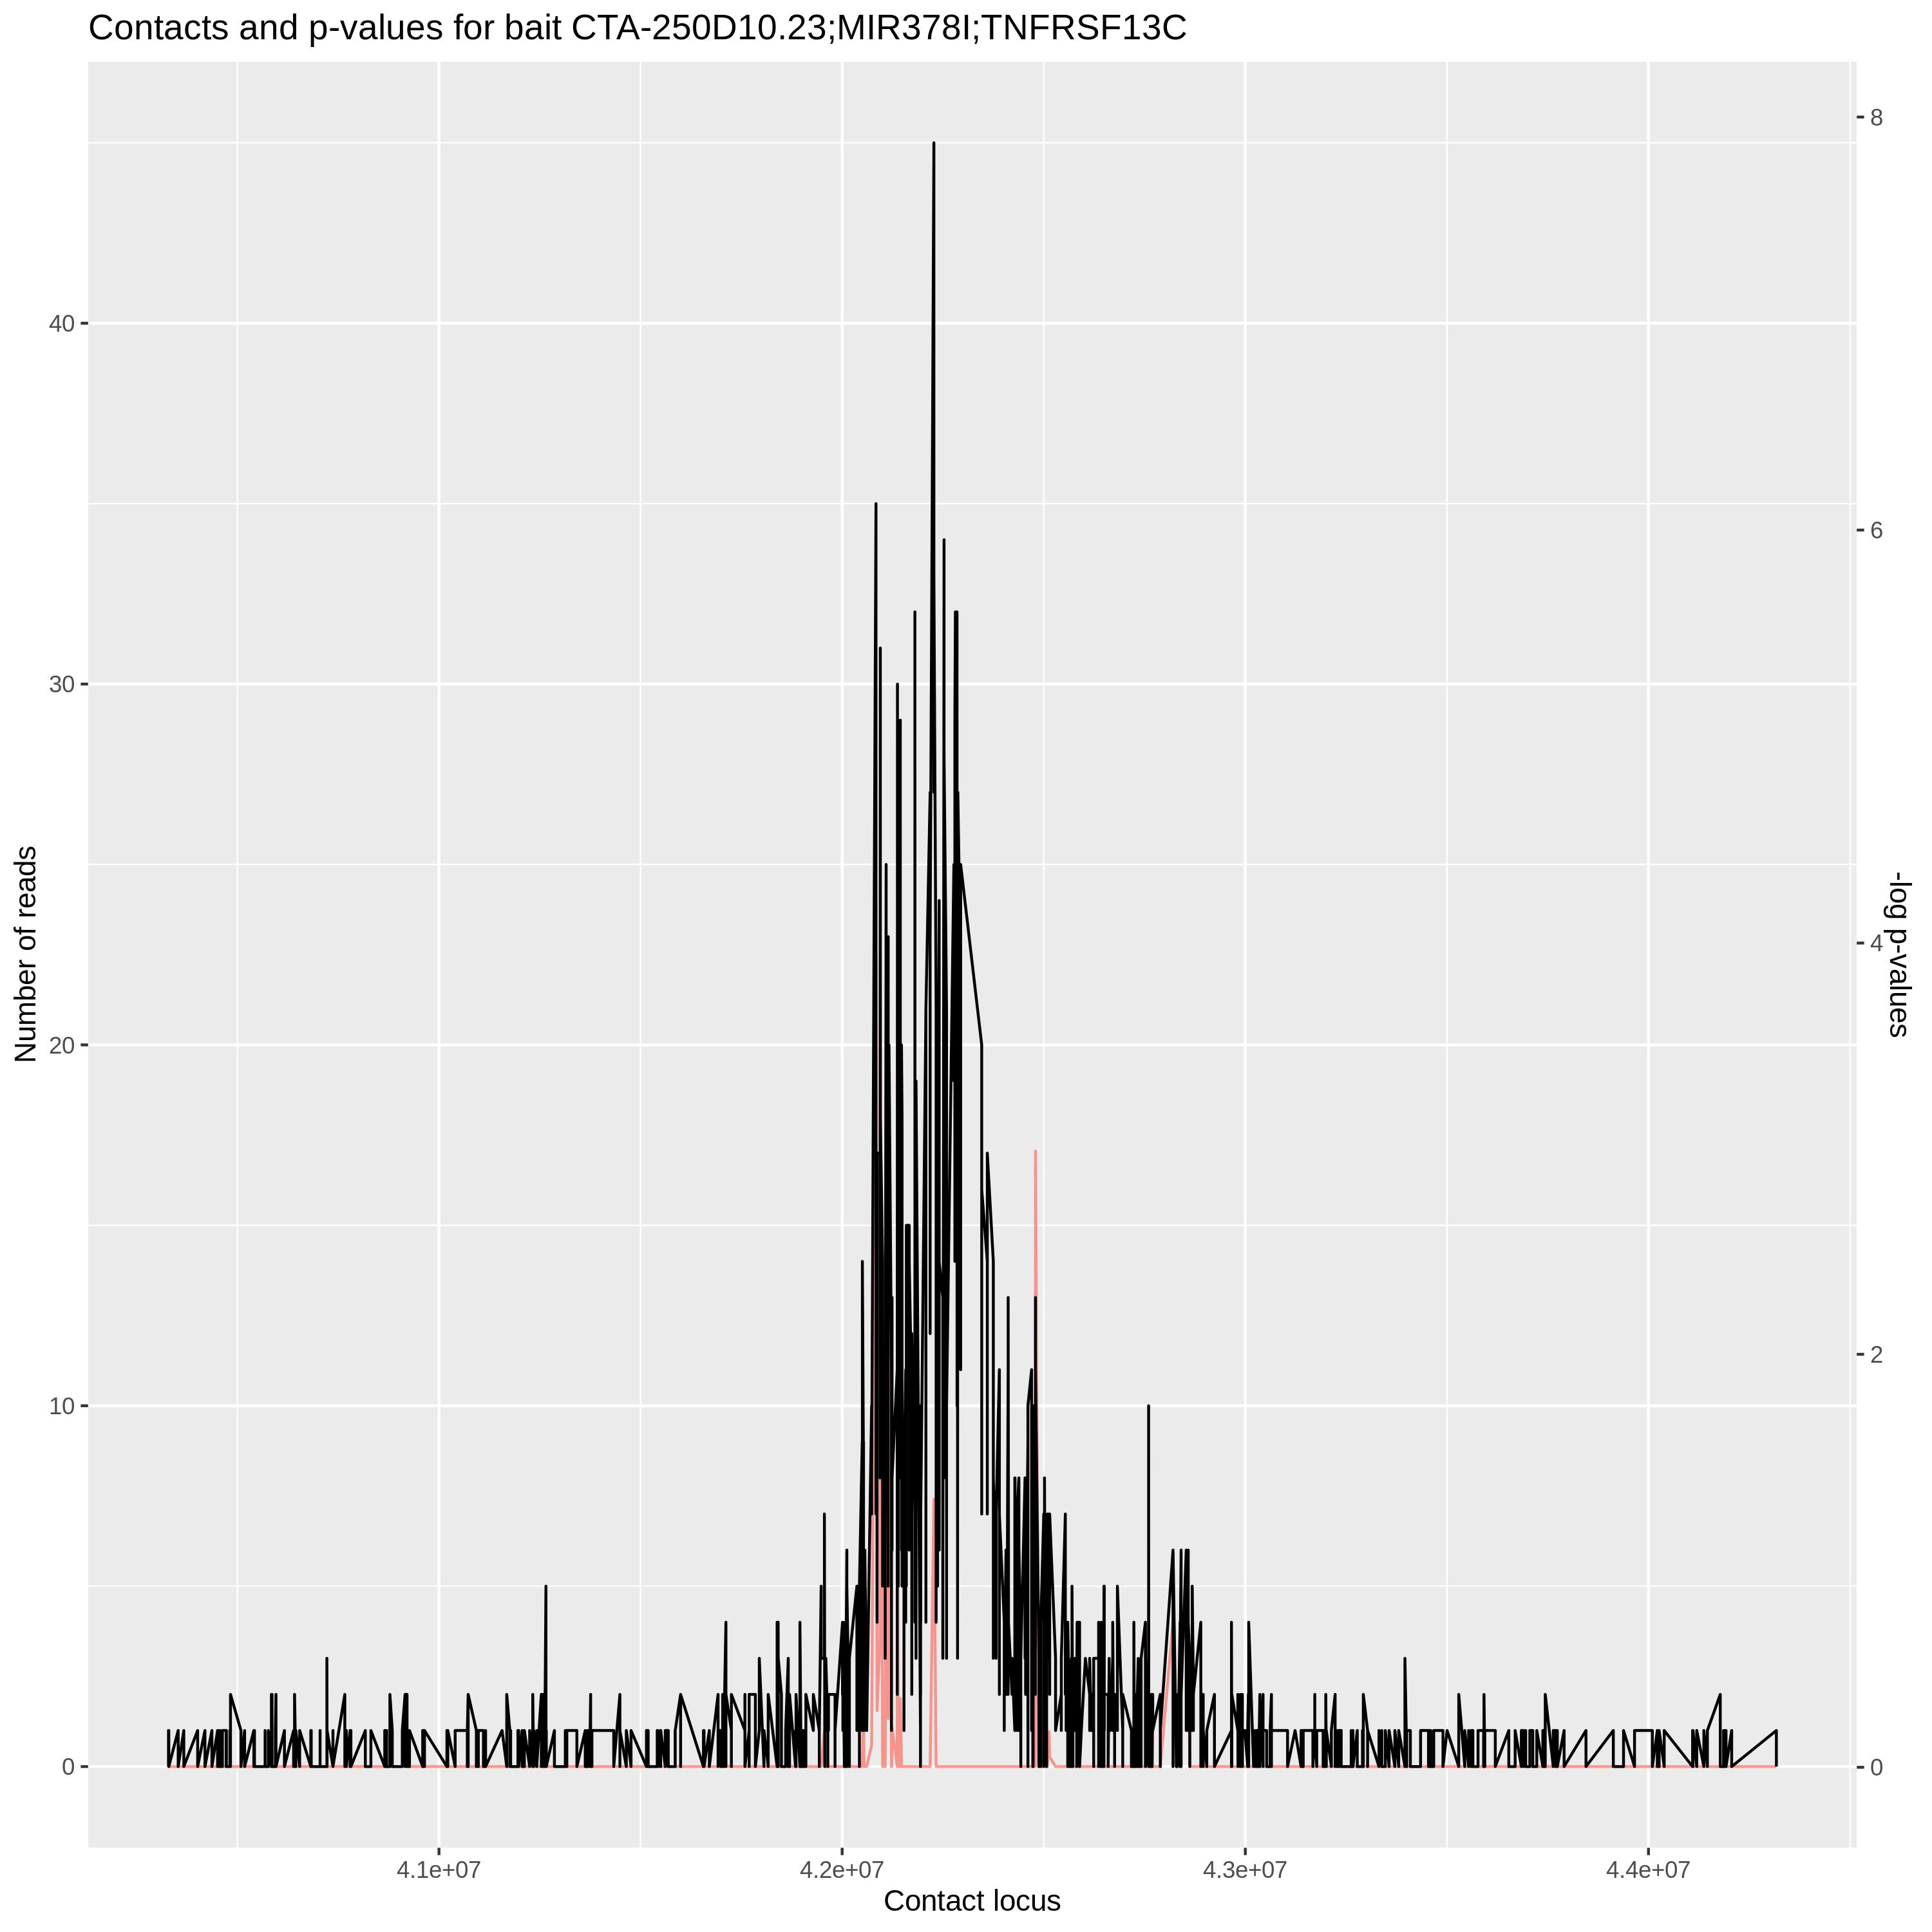 Contacts and p-values for bait CTA-250D10.23;MIR378I;TNFRSF13C
Number of reads
40
30
20
10
0
8
6
4
2
0
-log p-values
4.1e+07 4.2e+07 4.3e+07 4.4e+07
Contact locus